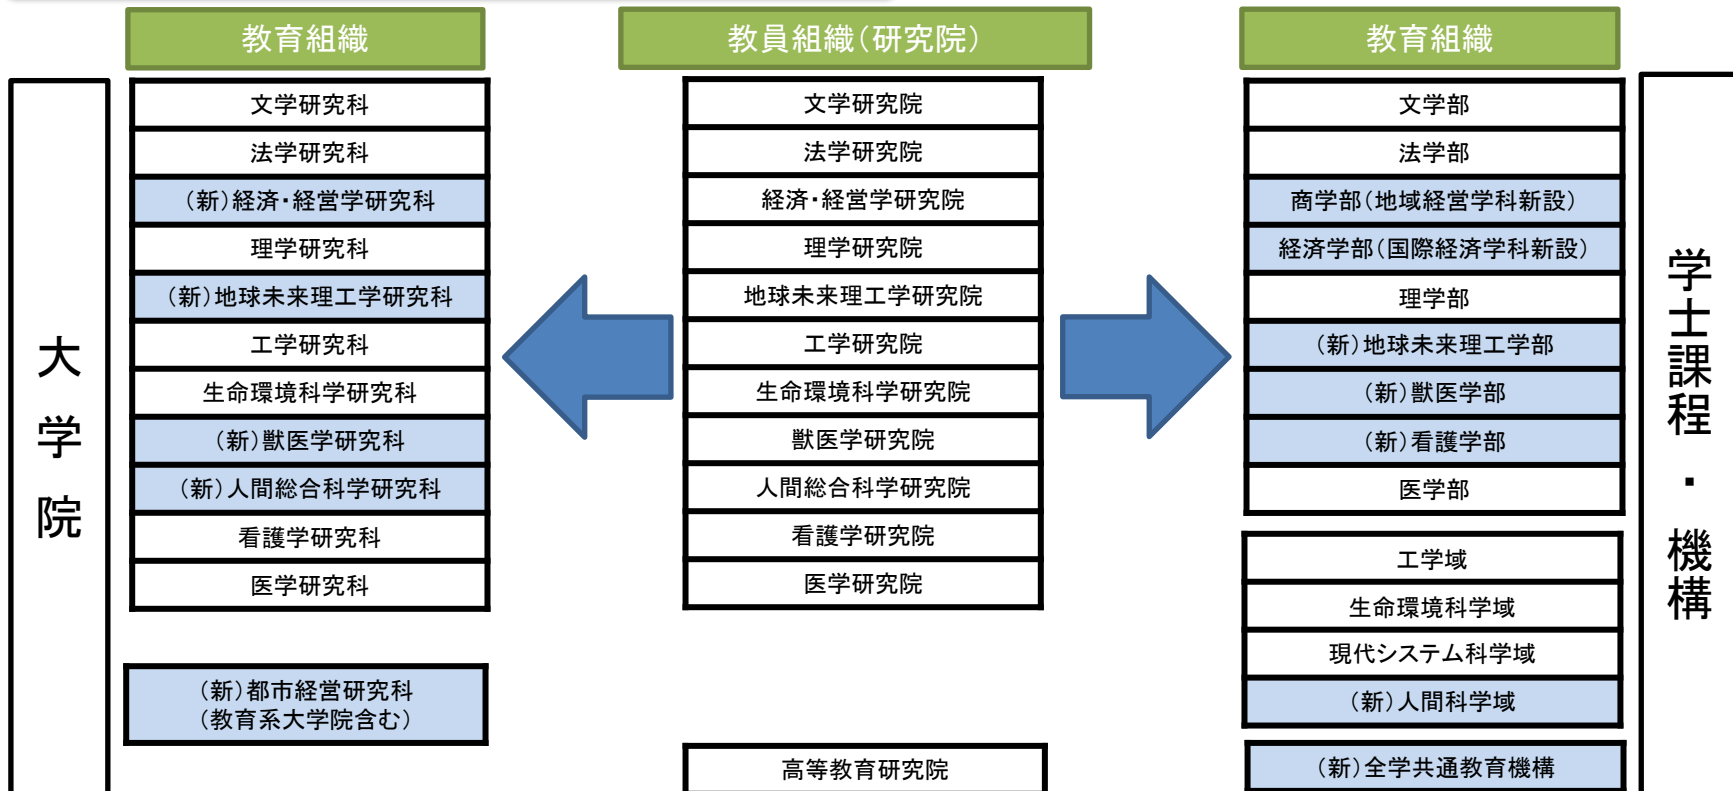 教育組織
教員組織(研究院)
教育組織
大学院
文学研究科
法学研究科
(新)経済・経営学研究科
理学研究科
(新)地球未来理工学研究科
工学研究科
生命環境科学研究科
(新)獣医学研究科
(新)人間総合科学研究科
看護学研究科
医学研究科
(新)都市経営研究科
(教育系大学院含む)
文学研究院
法学研究院
経済・経営学研究院
理学研究院
地球未来理工学研究院
工学研究院
生命環境科学研究院
獣医学研究院
人間総合科学研究院
看護学研究院
医学研究院
高等教育研究院
文学部
法学部
商学部(地域経営学科新設)
経済学部(国際経済学科新設)
理学部
(新)地球未来理工学部
(新)獣医学部
(新)看護学部
医学部
工学域
生命環境科学域
現代システム科学域
(新)人間科学域
(新)全学共通教育機構
学士課程・機構